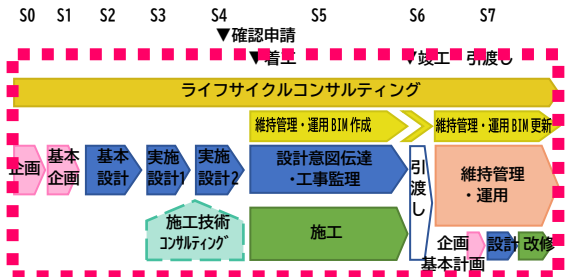 S0 S1 S2 S3 S4 S5 S6 S7
▼確認申請
▼着工 ▼竣工 引渡し
ライフサイクルコンサルティング
維持管理・運用BIM作成 維持管理・運用BIM更新
企画
基本
企画
基本
設計
実施
設計1
実施
設計2
設計意図伝達
・工事監理
引
渡
し
維持管理
・運用
施工技術
コンサルティング
施工
企画
基本計画
設計
改修